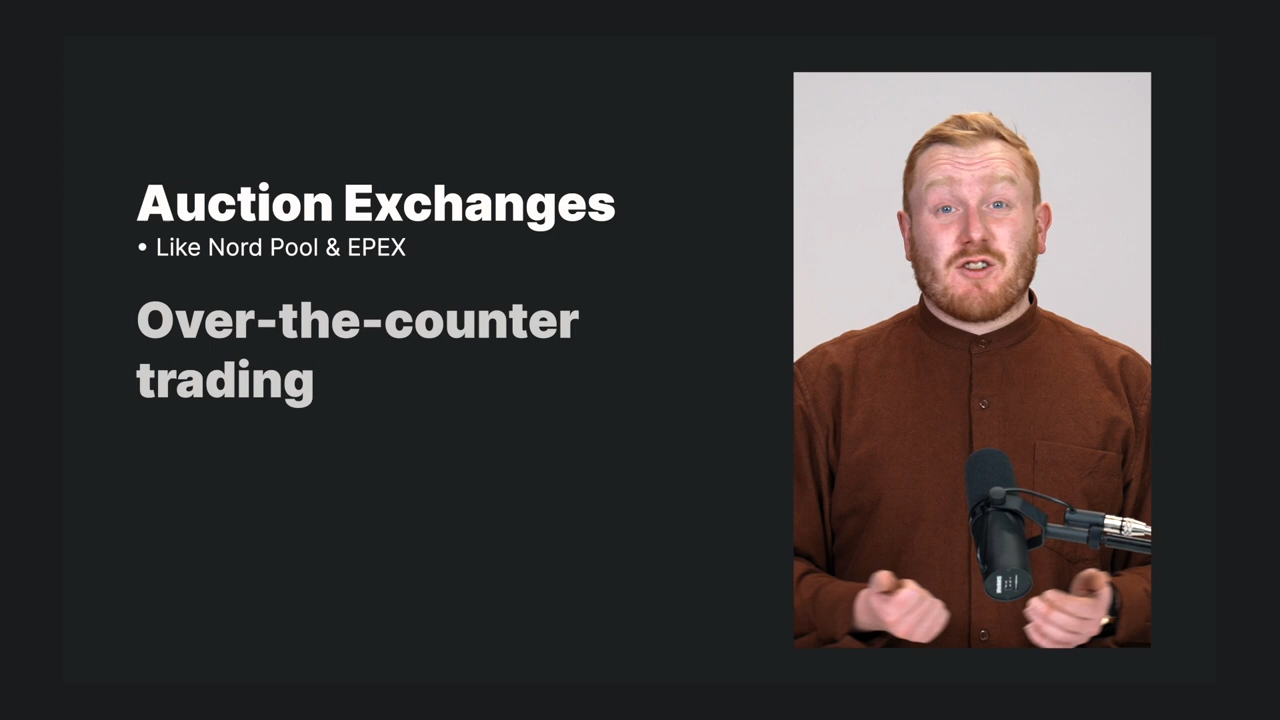 Auction Exchanges
• Like Nord Pool & EPEX
Over-the-counter
trading